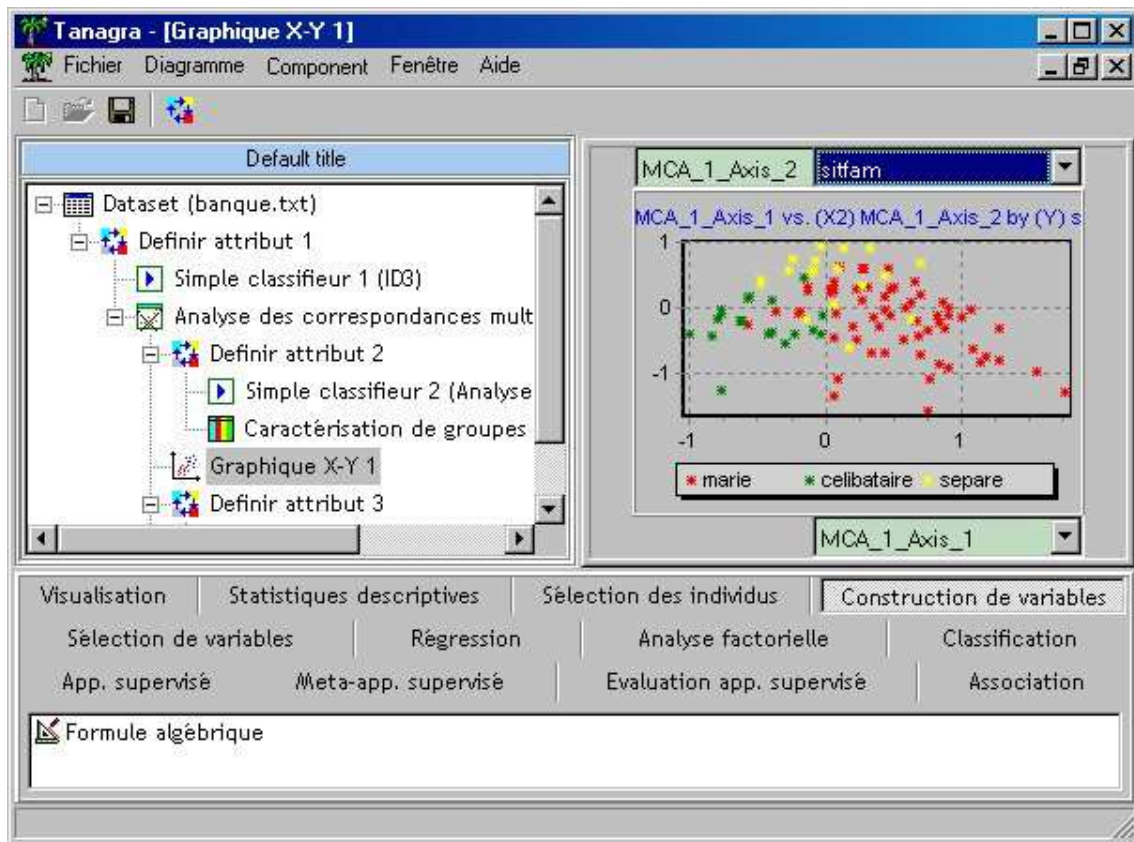 Tanagra - [Graphique X-Y 1]
Fichier Diagramme Component Fenêtre Aide
Default title
Dataset (banque.txt)
Definir attribut 1
Simple classifieur 1 (ID3)
Analyse des correspondances mult
Definir attribut 2
Simple classifieur 2 (Analyse
Caractèrisation de groupes
Graphique X-Y 1
Definir attribut 3
MCA_1_Axis_2 sitfam
MCA_1_Axis_1 vs. (X2) MCA_1_Axis_2 by (Y) s
1
0
-1
-1 0 1
marie celibataire separe
MCA_1_Axis_1
Visualisation Statistiques descriptives Sélection des individus Construction de variables
Sélection de variables Régression Analyse factorielle Classification
App. supervisé Meta-app. supervisé Evaluation app. supervisé Association
Formule algébrique